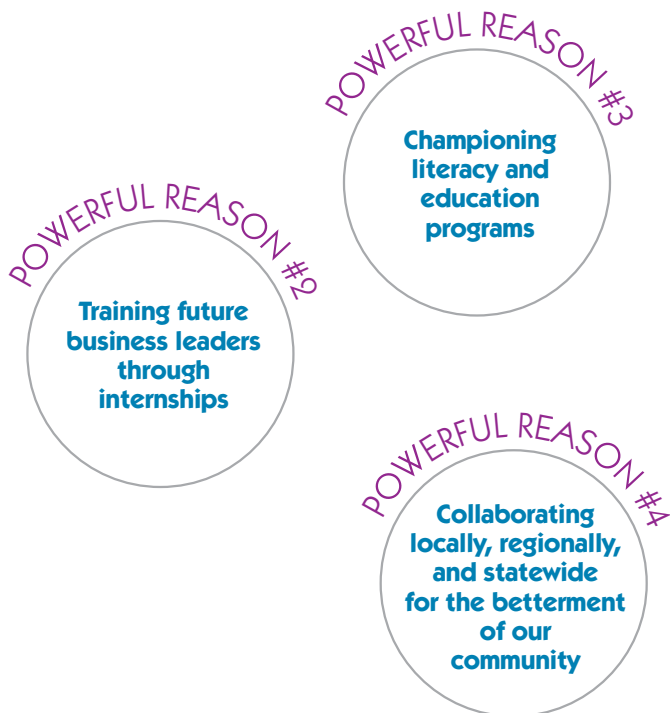 POWERFUL REASON #3
Championing
literacy and
education
programs
POWERFUL REASON #2
Training future
business leaders
through
internships
POWERFUL REASON #4
Collaborating
locally, regionally,
and statewide
for the betterment
of our
community